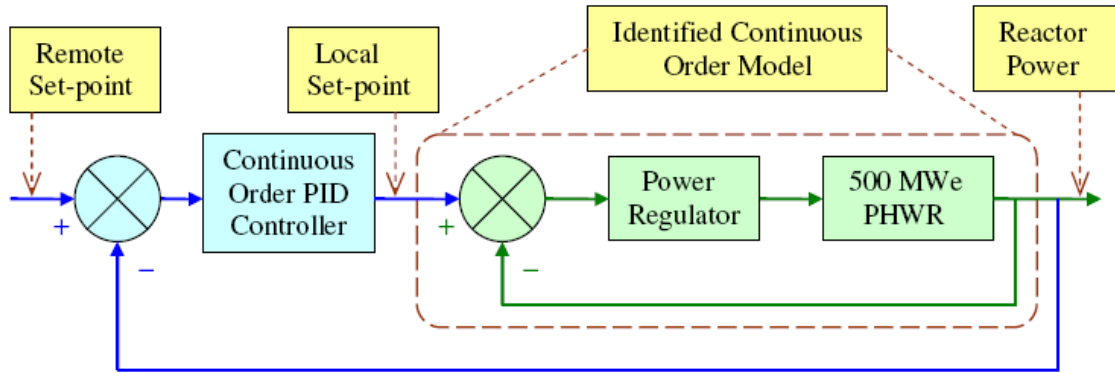 Remote
Set-point
Local
Set-point
Identified Continuous
Order Model
Reactor
Power
Continuous
Order PID
Controller
Power
Regulator
500 MWe
PHWR
+
−
+
−